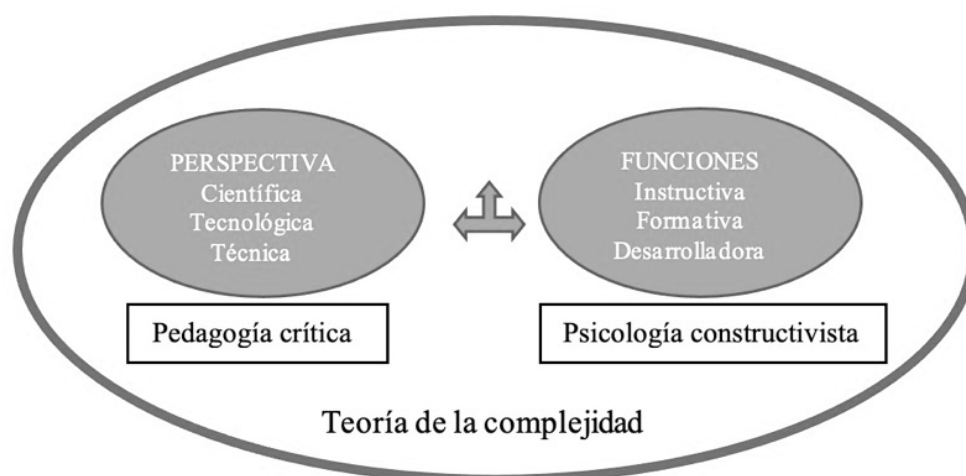 PERSPECTIVA
Científica
Tecnológica
Técnica
FUNCIONES
Instructiva
Formativa
Desarrolladora
Pedagogía crítica
Psicología constructivista
Teoría de la complejidad